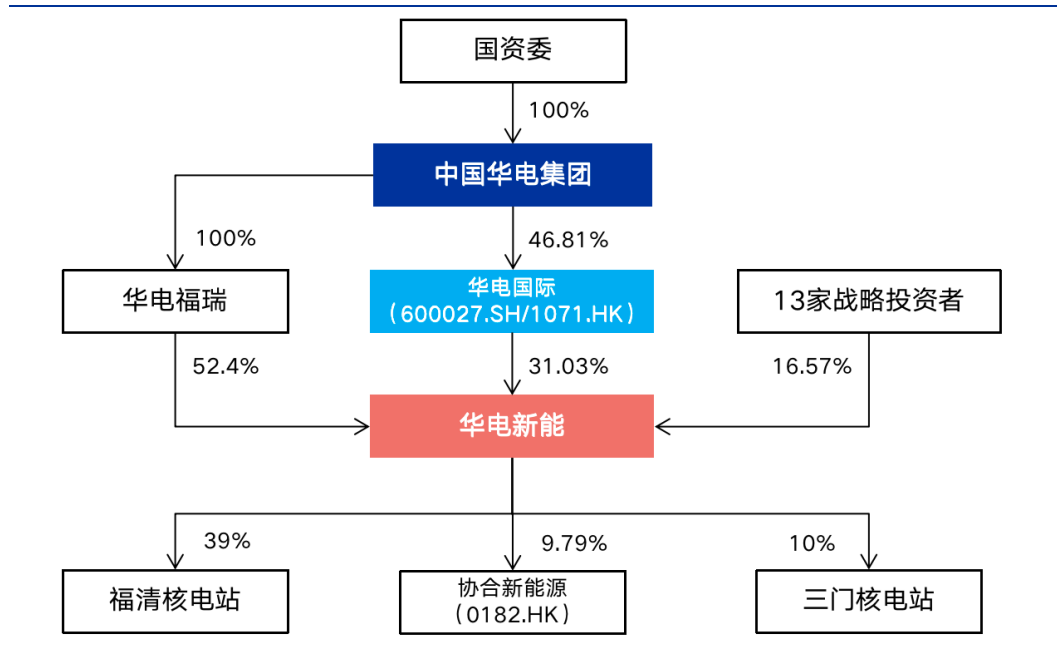 国资委
100%
中国华电集团
100%
46.81%
华电福瑞
华电国际
(600027.SH/1071.HK)
13家战略投资者
52.4%
31.03%
16.57%
华电新能
39%
9.79%
10%
福清核电站
协合新能源
(0182.HK)
三门核电站